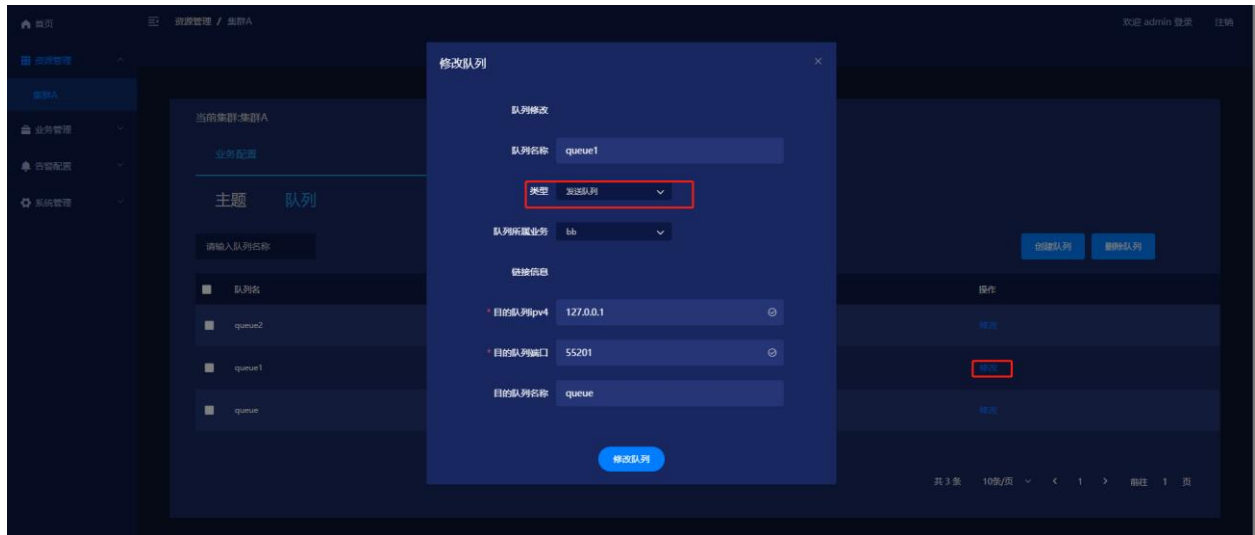 首页
资源管理 / 集群A
欢迎 admin 登录 注销
资源管理
集群A
业务管理
告警配置
系统管理
当前集群:集群A
业务配置
主题 队列
请输入队列名称
创建队列 删除队列
队列名 操作
queue2 修改
queue1 修改
queue 修改
共 3 条 10条/页 1 前往 1 页
修改队列
队列修改
队列名称 queue1
类型 发送队列
队列所属业务 bb
链接信息
* 目的队列ipv4 127.0.0.1
* 目的队列端口 55201
目的队列名称 queue
修改队列